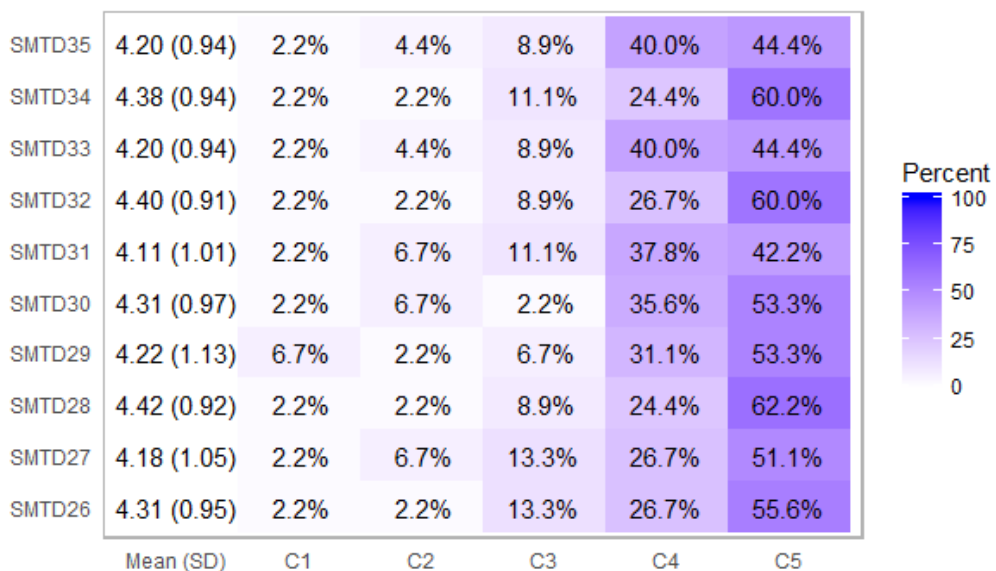 SMTD35 4.20 (0.94) 2.2% 4.4% 8.9% 40.0% 44.4%
SMTD34 4.38 (0.94) 2.2% 2.2% 11.1% 24.4% 60.0%
SMTD33 4.20 (0.94) 2.2% 4.4% 8.9% 40.0% 44.4%
SMTD32 4.40 (0.91) 2.2% 2.2% 8.9% 26.7% 60.0%
SMTD31 4.11 (1.01) 2.2% 6.7% 11.1% 37.8% 42.2%
SMTD30 4.31 (0.97) 2.2% 6.7% 2.2% 35.6% 53.3%
SMTD29 4.22 (1.13) 6.7% 2.2% 6.7% 31.1% 53.3%
SMTD28 4.42 (0.92) 2.2% 2.2% 8.9% 24.4% 62.2%
SMTD27 4.18 (1.05) 2.2% 6.7% 13.3% 26.7% 51.1%
SMTD26 4.31 (0.95) 2.2% 2.2% 13.3% 26.7% 55.6%
Mean (SD) C1 C2 C3 C4 C5
Percent
100
75
50
25
0